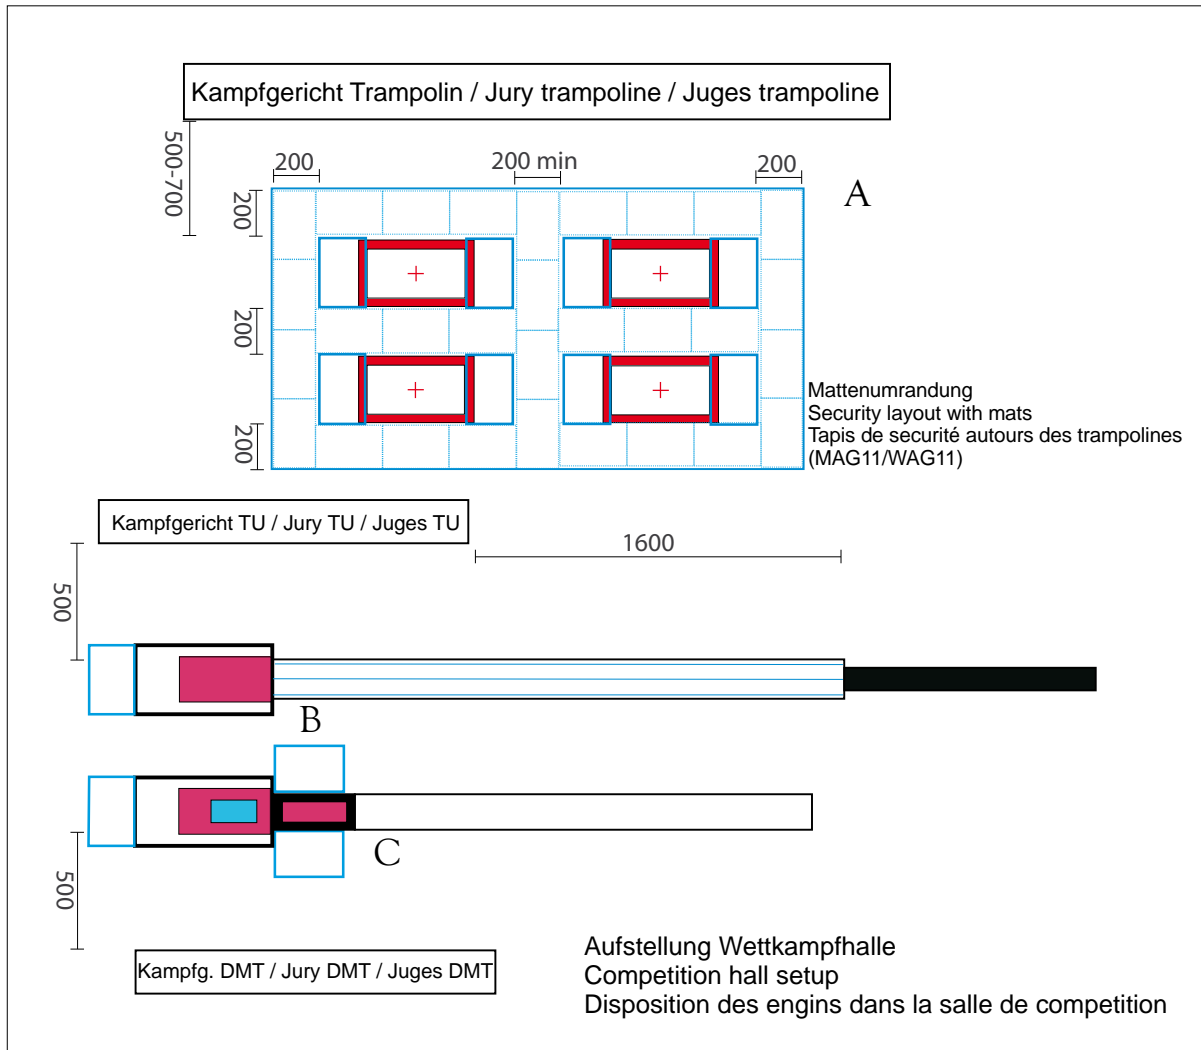 Kampfgericht Trampolin / Jury trampoline / Juges trampoline
500-700
200
200 min
200
A
200
200
200
Mattenumrandung
Security layout with mats
Tapis de securité autours des trampolines
(MAG11/WAG11)
Kampfgericht TU / Jury TU / Juges TU
1600
500
B
C
500
Kampfg. DMT / Jury DMT / Juges DMT
Aufstellung Wettkampfhalle
Competition hall setup
Disposition des engins dans la salle de competition